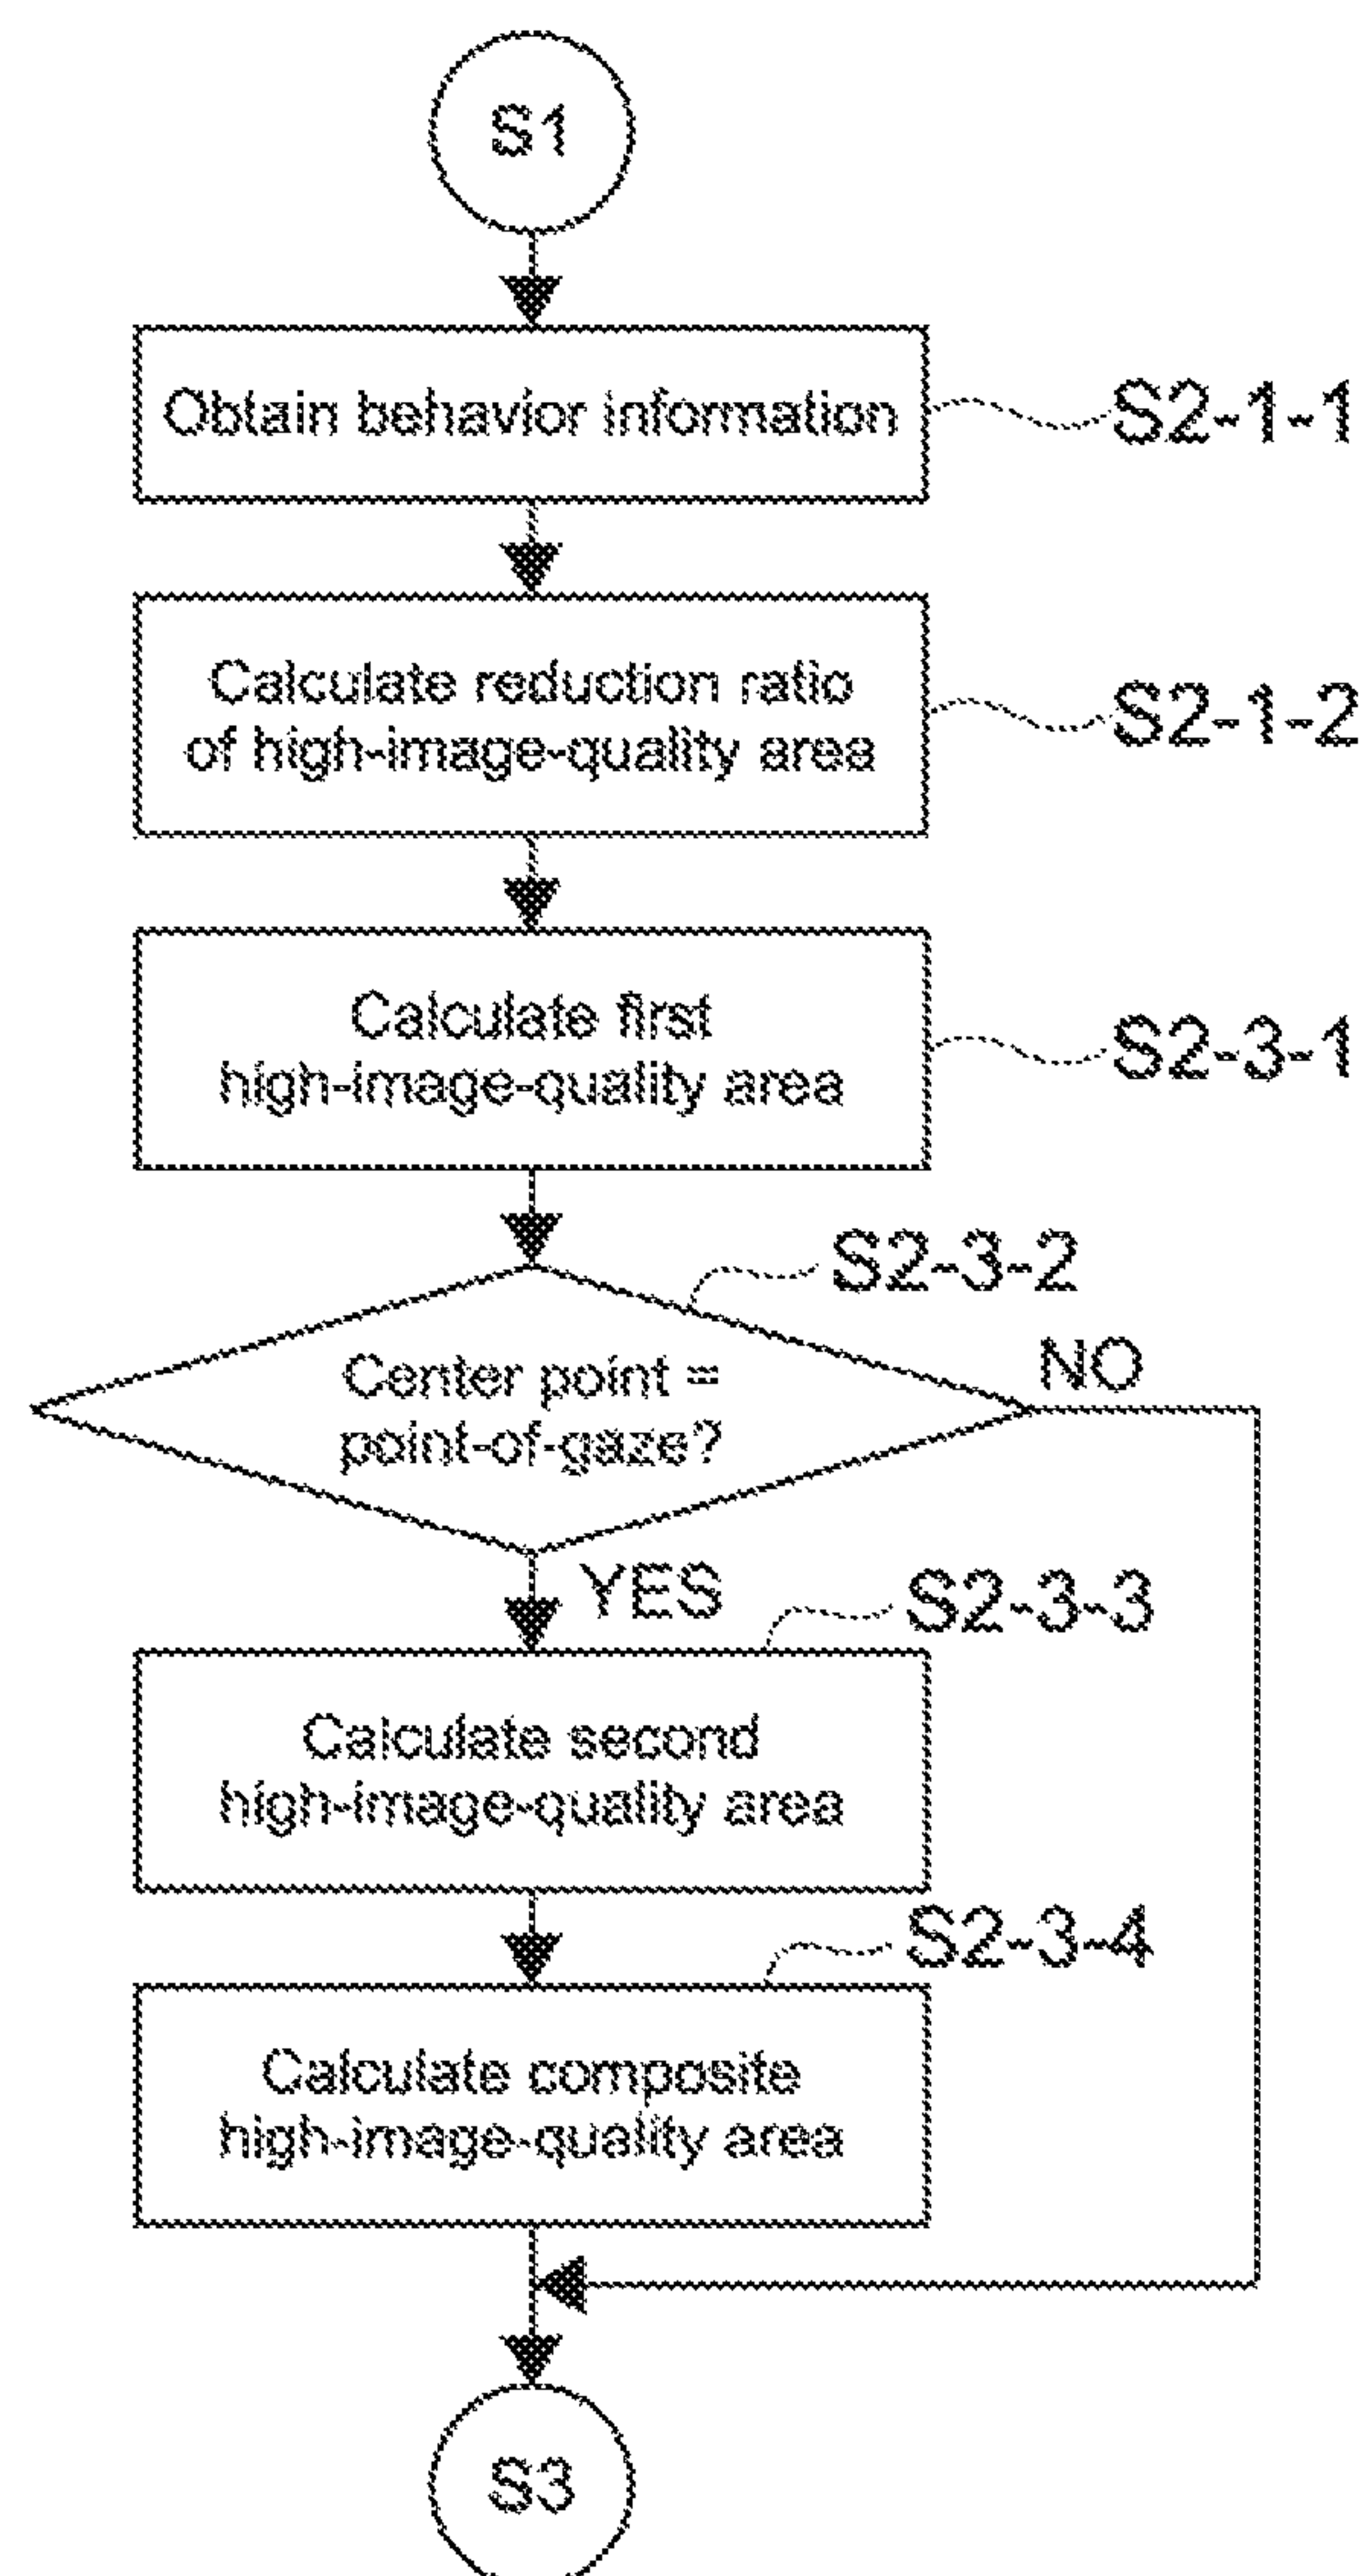 S1
Obtain behavior information
S2-1-1
Calculate reduction ratio
of high-image-quality area
S2-1-2
Calculate first
high-image-quality area
S2-3-1
S2-3-2
Center point =
point-of-gaze?
NO
YES
S2-3-3
Calculate second
high-image-quality area
S2-3-4
Calculate composite
high-image-quality area
S3